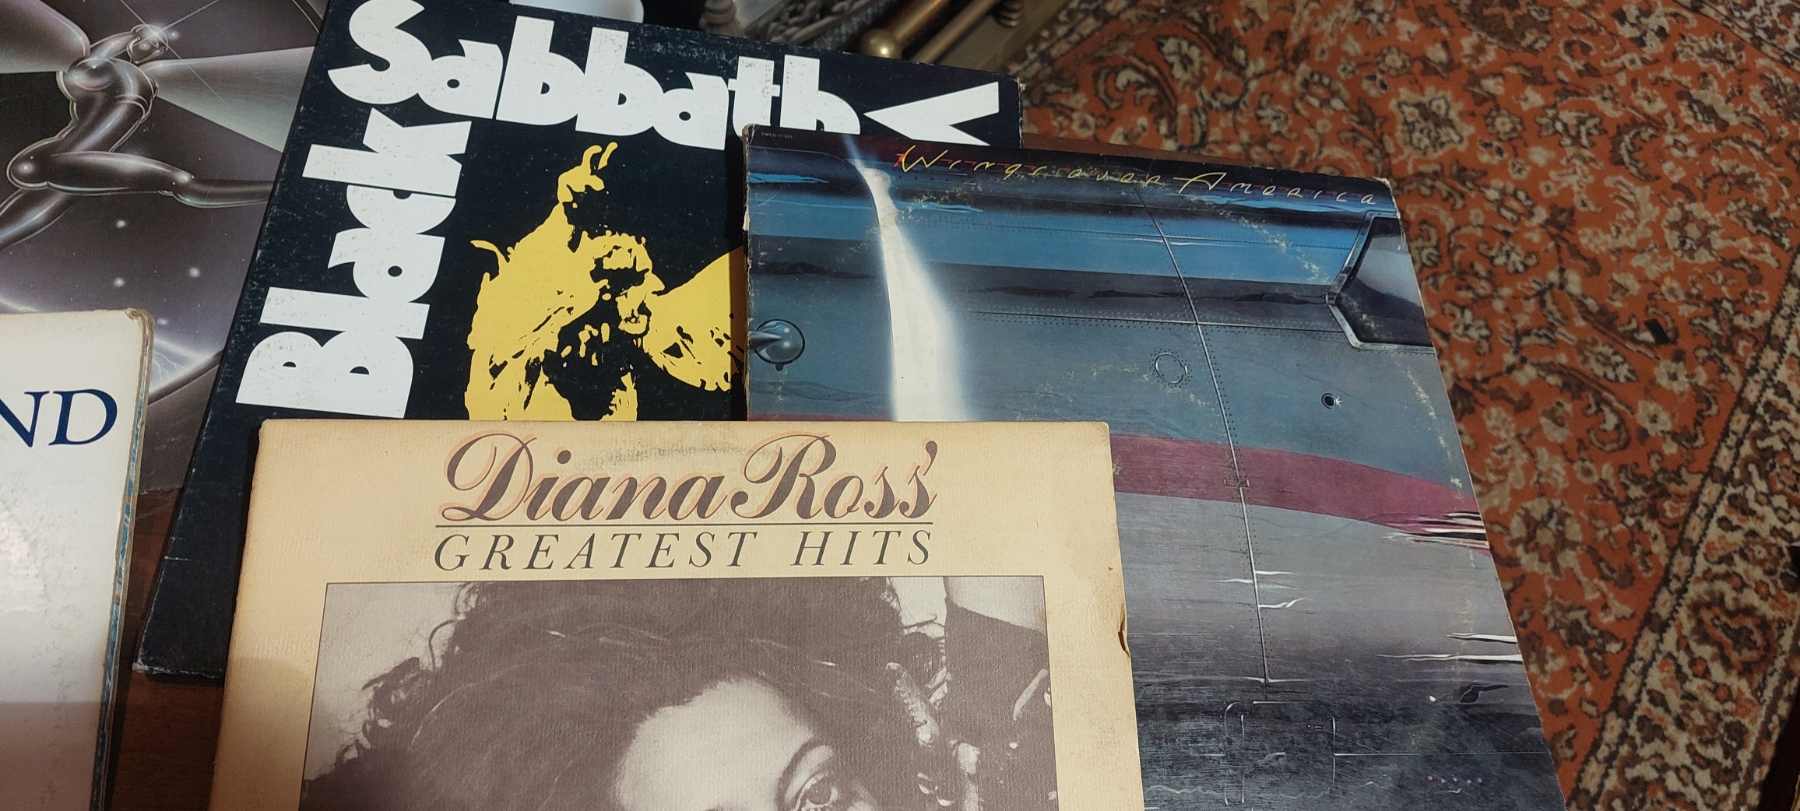 Black
Sabbath V
Wings over America
ND
Diana Ross'
GREATEST HITS